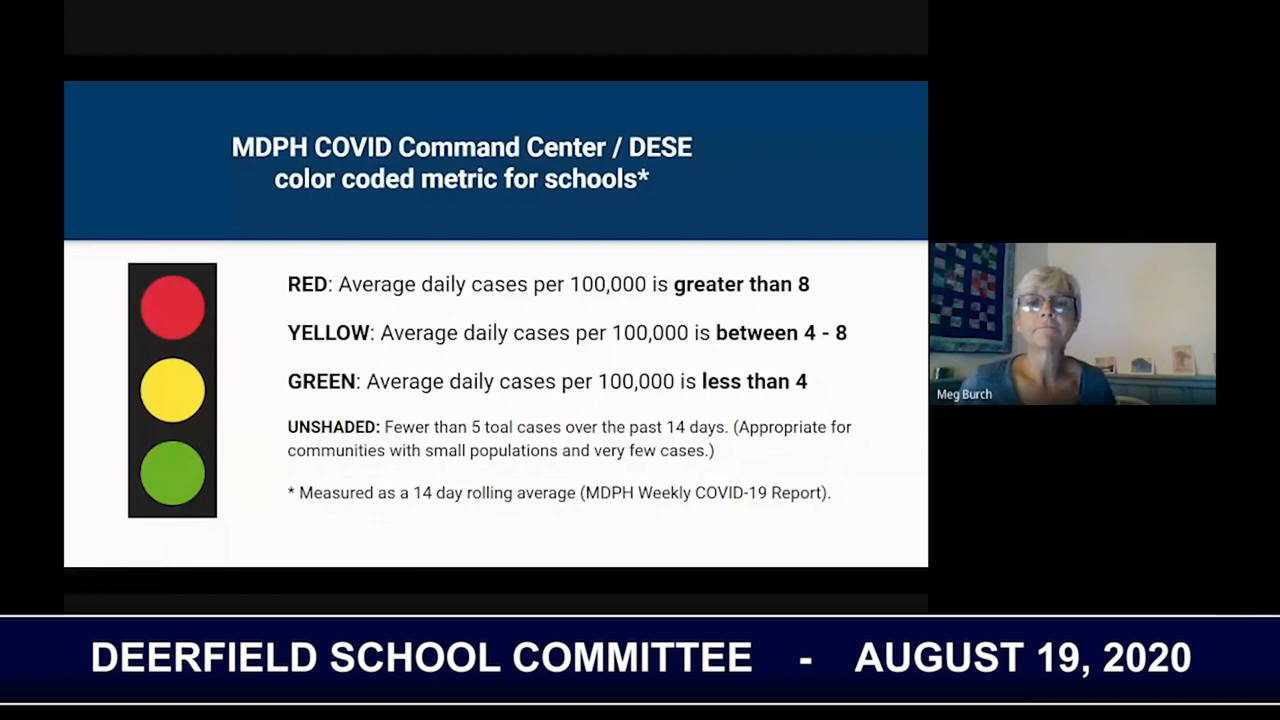 MDPH COVID Command Center / DESE
color coded metric for schools*
RED: Average daily cases per 100,000 is greater than 8
YELLOW: Average daily cases per 100,000 is between 4 - 8
GREEN: Average daily cases per 100,000 is less than 4
UNSHADED: Fewer than 5 toal cases over the past 14 days. (Appropriate for
communities with small populations and very few cases.)
* Measured as a 14 day rolling average (MDPH Weekly COVID-19 Report).
Meg Burch
DEERFIELD SCHOOL COMMITTEE - AUGUST 19, 2020